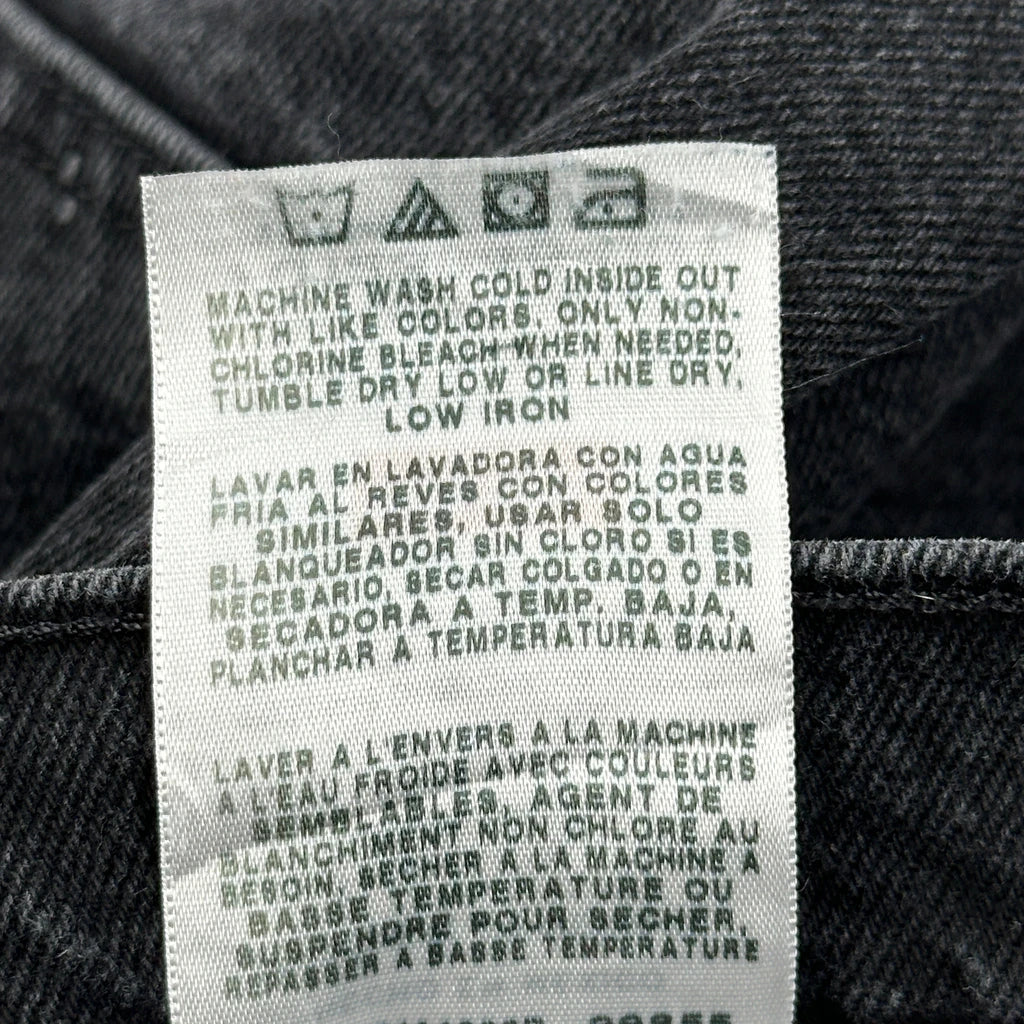 MACHINE WASH COLD INSIDE OUT
WITH LIKE COLORS, ONLY NON-
CHLORINE BLEACH WHEN NEEDED,
TUMBLE DRY LOW OR LINE DRY,
LOW IRON
LAVAR EN LAVADORA CON AGUA
FRIA AL REVES CON COLORES
SIMILARES, USAR SOLO
BLANQUEADOR SIN CLORO SI ES
NECESARIO, SECAR COLGADO O EN
SECADORA A TEMP. BAJA,
PLANCHAR A TEMPERATURA BAJA
LAVER A L'ENVERS A LA MACHINE
A L'EAU FROIDE AVEC COULEURS
SEMBLABLES, AGENT DE
BLANCHIMENT NON CHLORE AU
BESOIN, SECHER A LA MACHINE A
BASSE TEMPERATURE OU
SUSPENDRE POUR SECHER,
REPASSER A BASSE TEMPERATURE